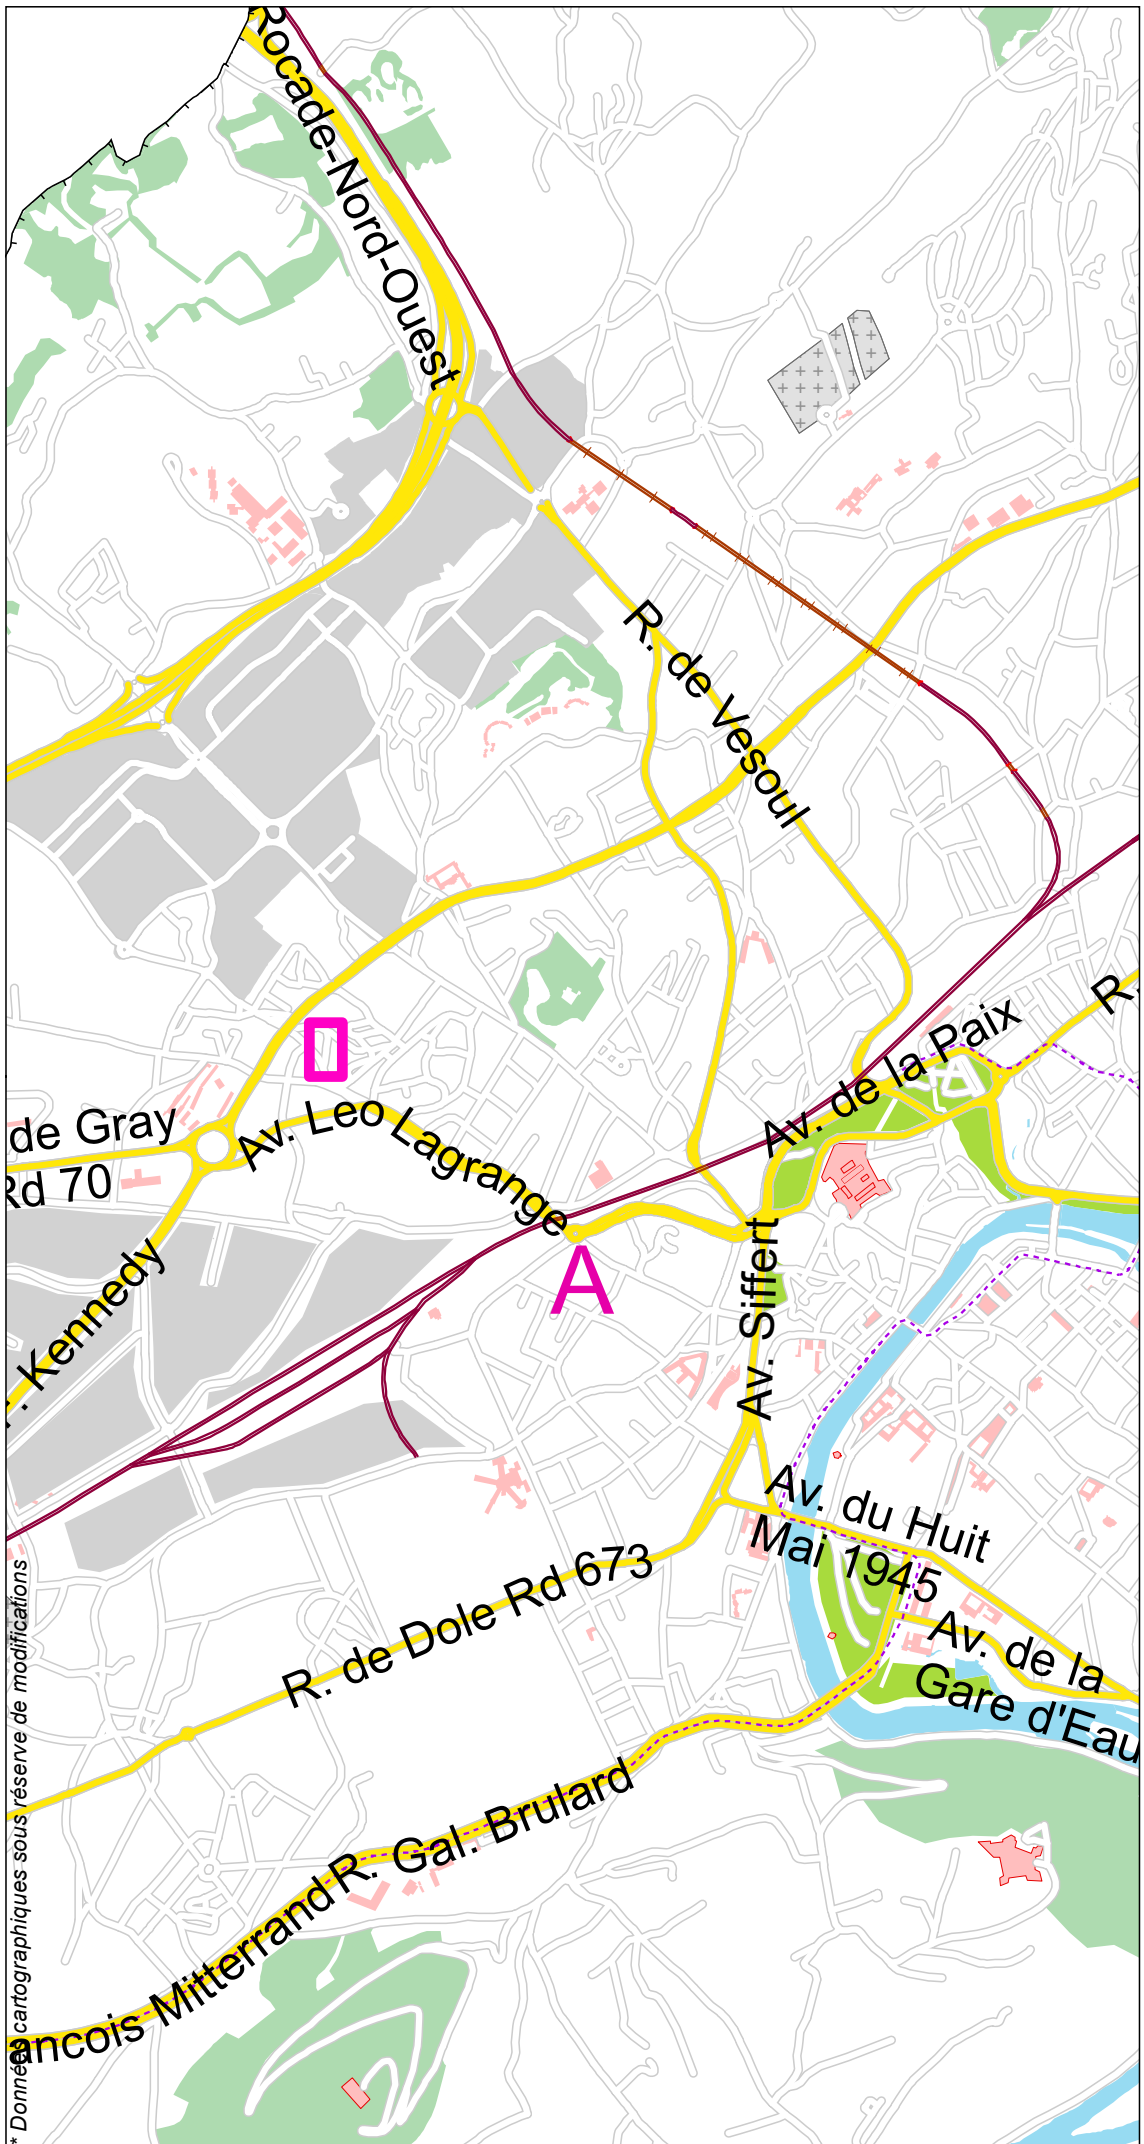 Rocade-Nord-Ouest
R. de Vesoul
Av. de la Paix
R.
de Gray
Rd 70
Av. Leo Lagrange
A
Av. Siffert
Kennedy
Av. du Huit
Mai 1945
Av. de la
Gare d'Eau
R. de Dole Rd 673
R. Gal. Brulard
ancois Mitterrand
* Données cartographiques sous réserve de modifications